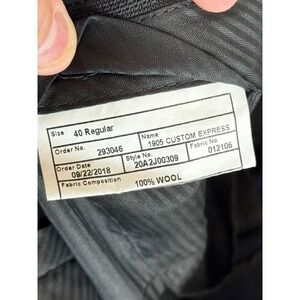 Size 40 Regular
Order No. 293046 Name 1905 CUSTOM EXPRESS
Order Date 09/22/2018 Style No. 20A2J00309 Fabric No 012106
Fabric Composition 100% WOOL